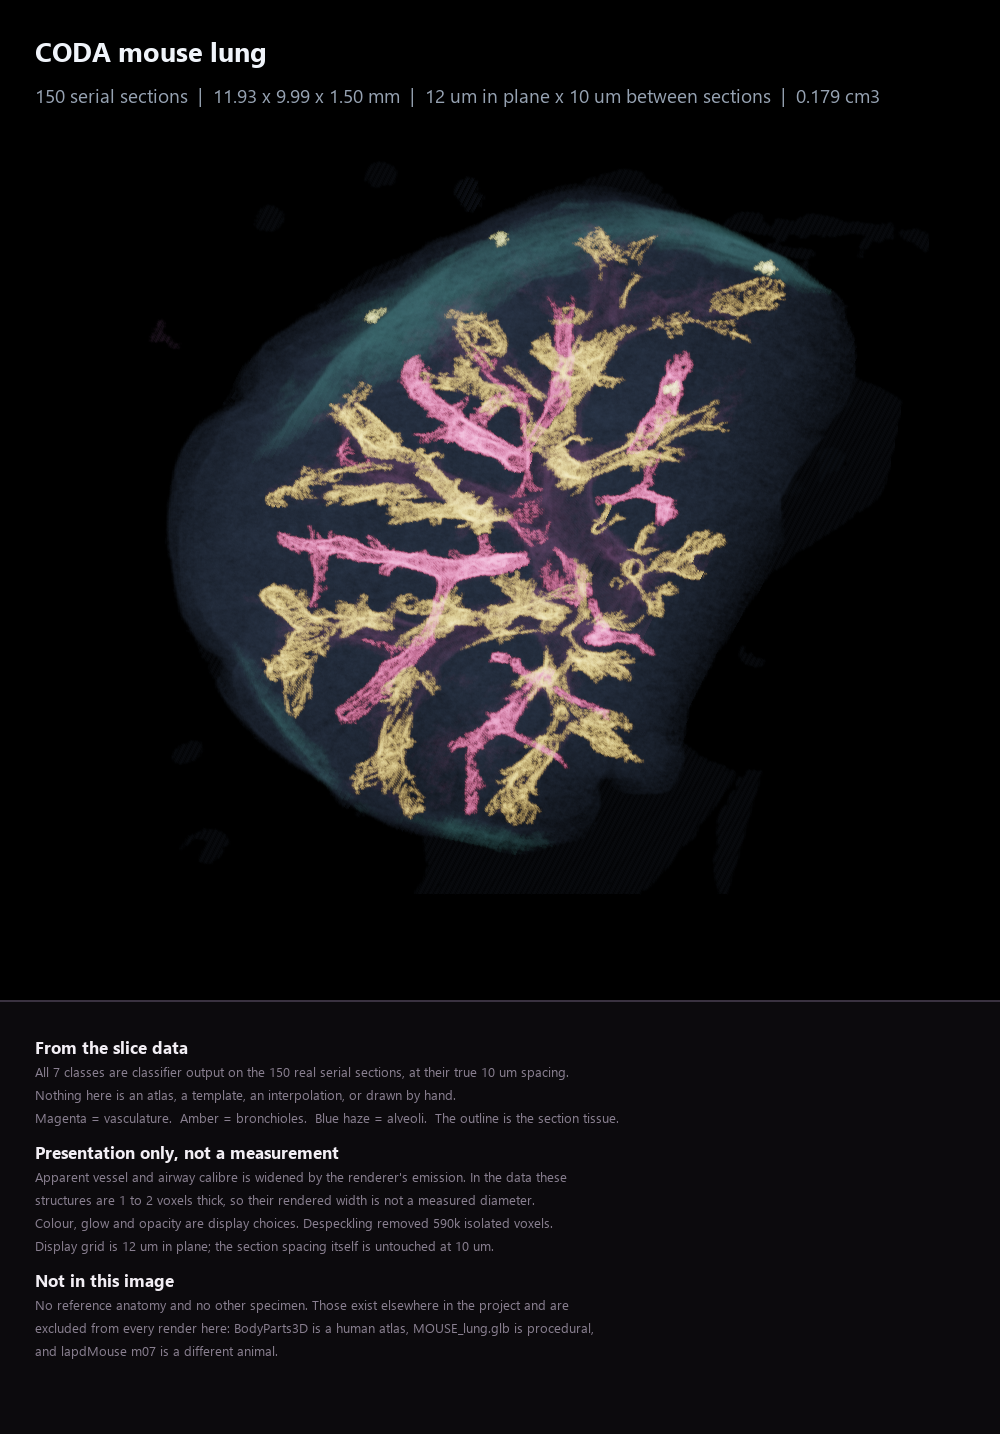 CODA mouse lung
150 serial sections | 11.93 x 9.99 x 1.50 mm | 12 um in plane x 10 um between sections | 0.179 cm3
From the slice data
All 7 classes are classifier output on the 150 real serial sections, at their true 10 um spacing.
Nothing here is an atlas, a template, an interpolation, or drawn by hand.
Magenta = vasculature. Amber = bronchioles. Blue haze = alveoli. The outline is the section tissue.
Presentation only, not a measurement
Apparent vessel and airway calibre is widened by the renderer's emission. In the data these
structures are 1 to 2 voxels thick, so their rendered width is not a measured diameter.
Colour, glow and opacity are display choices. Despeckling removed 590k isolated voxels.
Display grid is 12 um in plane; the section spacing itself is untouched at 10 um.
Not in this image
No reference anatomy and no other specimen. Those exist elsewhere in the project and are
excluded from every render here: BodyParts3D is a human atlas, MOUSE_lung.glb is procedural,
and lapdMouse m07 is a different animal.